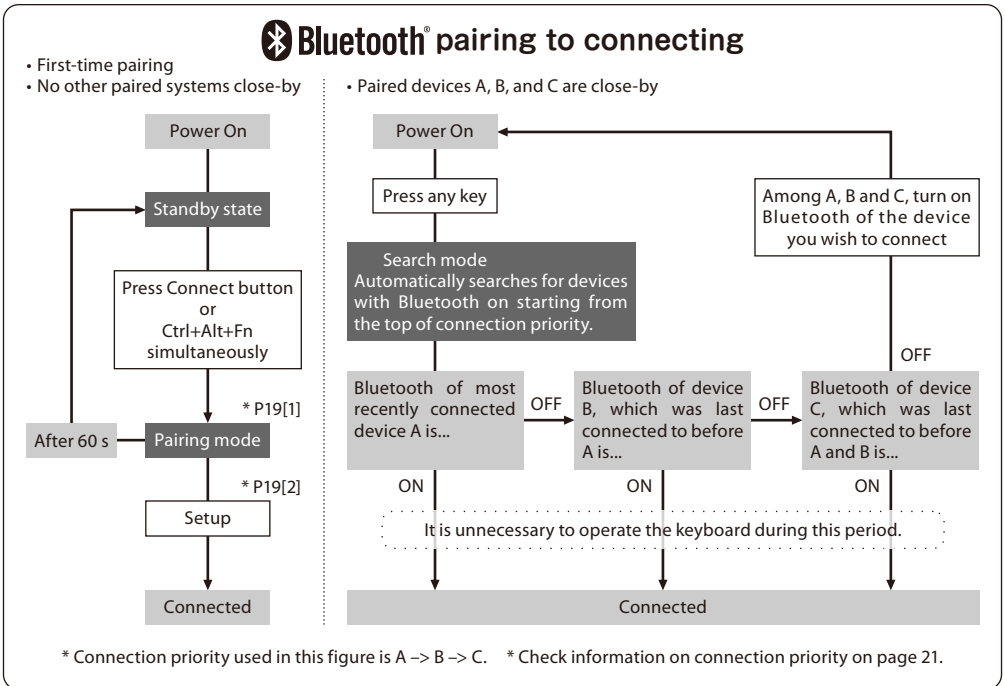 Bluetooth® pairing to connecting
• First-time pairing
• No other paired systems close-by
Power On
Standby state
Press Connect button
or
Ctrl+Alt+Fn
simultaneously
* P19[1]
After 60 s
Pairing mode
* P19[2]
Setup
Connected
• Paired devices A, B, and C are close-by
Power On
Press any key
Among A, B and C, turn on
Bluetooth of the device
you wish to connect
Search mode
Automatically searches for devices
with Bluetooth on starting from
the top of connection priority.
OFF
Bluetooth of most
recently connected
device A is...
OFF
Bluetooth of device
B, which was last
connected to before
A is...
OFF
Bluetooth of device
C, which was last
connected to before
A and B is...
ON
ON
ON
It is unnecessary to operate the keyboard during this period.
Connected
* Connection priority used in this figure is A –> B –> C. * Check information on connection priority on page 21.